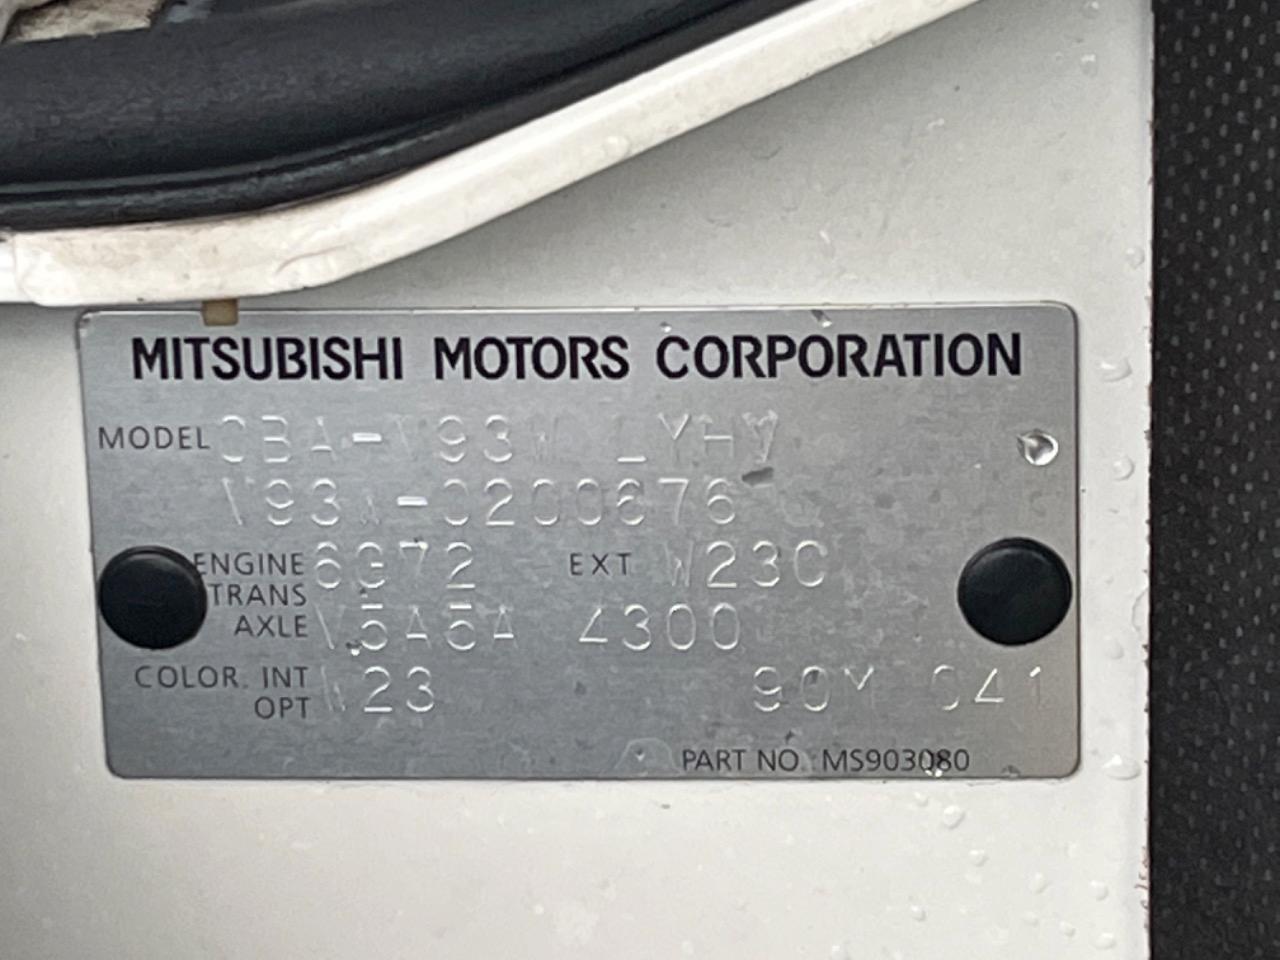 MITSUBISHI MOTORS CORPORATION
MODEL CBA-V93W LYHV
V93W-0200676
ENGINE 6G72 EXT W23C
TRANS
AXLE V5A5A 4300
COLOR. INT W23 90Y 041
OPT
PART NO. MS903080